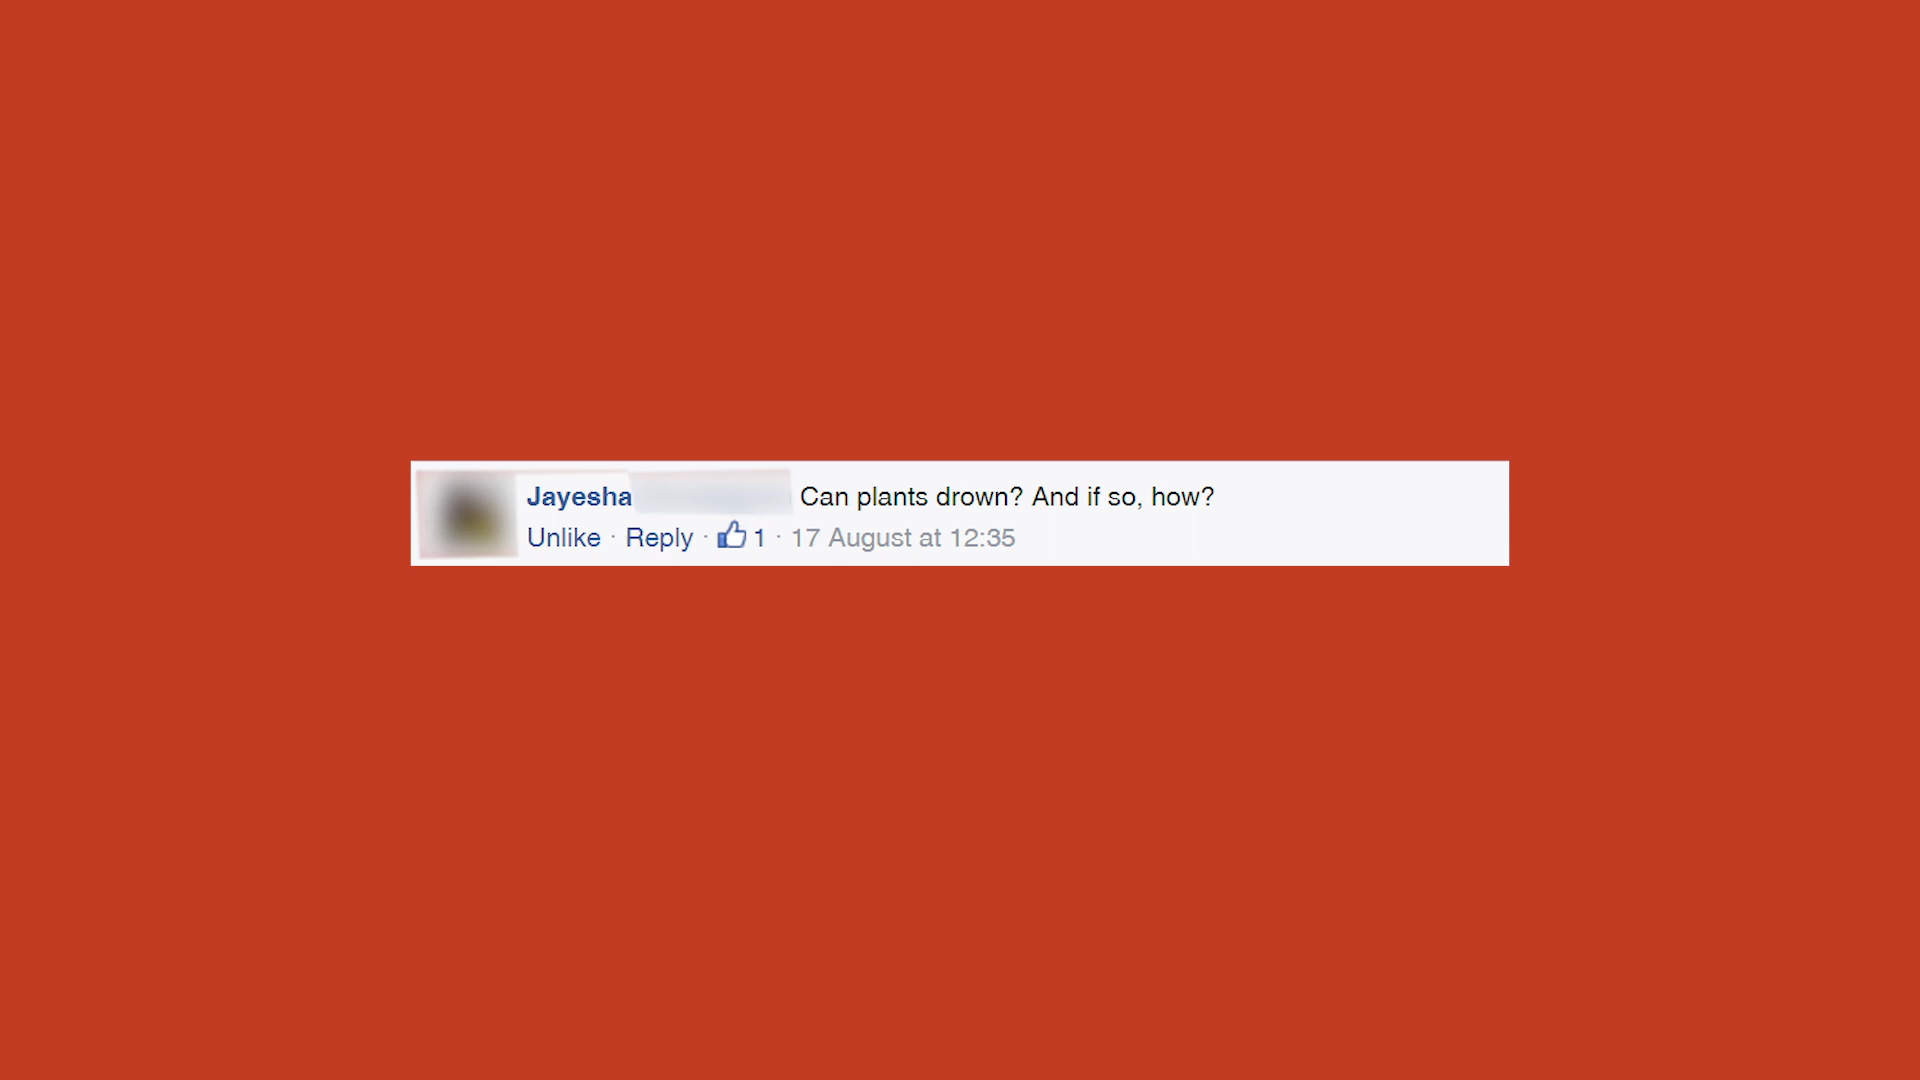 Jayesha Can plants drown? And if so, how?
Unlike · Reply · 1 · 17 August at 12:35